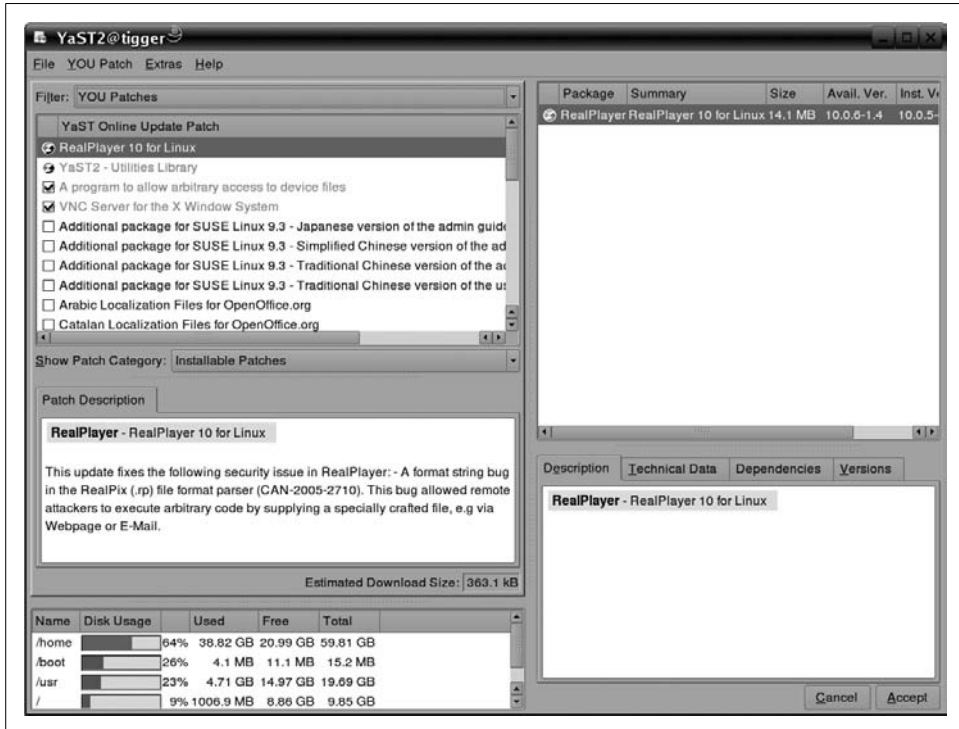 YaST2@tigger
File YOU Patch Extras Help
Filter: YOU Patches
YaST Online Update Patch
RealPlayer 10 for Linux
YaST2 - Utilities Library
A program to allow arbitrary access to device files
VNC Server for the X Window System
Additional package for SUSE Linux 9.3 - Japanese version of the admin guide
Additional package for SUSE Linux 9.3 - Simplified Chinese version of the ad
Additional package for SUSE Linux 9.3 - Traditional Chinese version of the a
Additional package for SUSE Linux 9.3 - Traditional Chinese version of the u
Arabic Localization Files for OpenOffice.org
Catalan Localization Files for OpenOffice.org
Show Patch Category: Installable Patches
Patch Description
RealPlayer - RealPlayer 10 for Linux
This update fixes the following security issue in RealPlayer: - A format string bug
in the RealPix (.rp) file format parser (CAN-2005-2710). This bug allowed remote
attackers to execute arbitrary code by supplying a specially crafted file, e.g via
Webpage or E-Mail.
Estimated Download Size: 363.1 kB
Name Disk Usage Used Free Total
/home 64% 38.82 GB 20.99 GB 59.81 GB
/boot 26% 4.1 MB 11.1 MB 15.2 MB
/usr 23% 4.71 GB 14.97 GB 19.69 GB
/ 9% 1006.9 MB 8.86 GB 9.85 GB
Package Summary Size Avail. Ver. Inst. Ve
RealPlayer RealPlayer 10 for Linux 14.1 MB 10.0.6-1.4 10.0.5-
Description Technical Data Dependencies Versions
RealPlayer - RealPlayer 10 for Linux
Cancel Accept